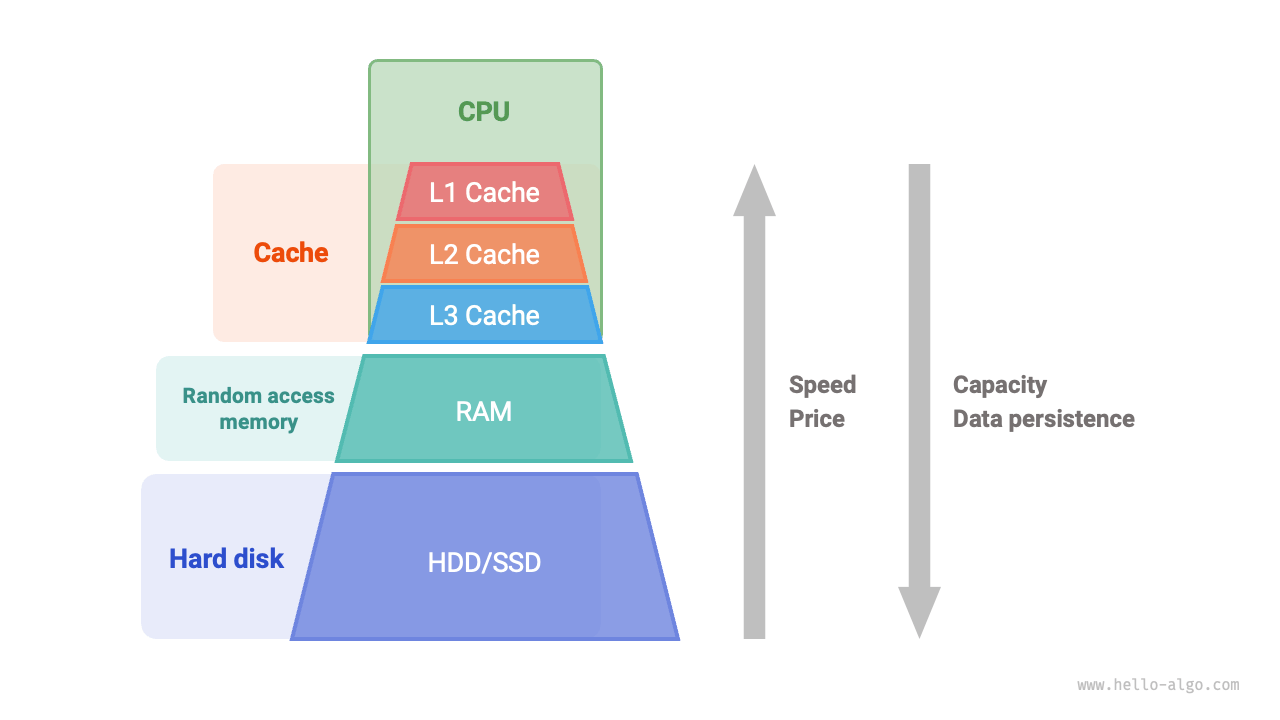 CPU
L1 Cache
L2 Cache
L3 Cache
Cache
Random access
memory
RAM
Hard disk
HDD/SSD
Speed
Price
Capacity
Data persistence
www.hello-algo.com